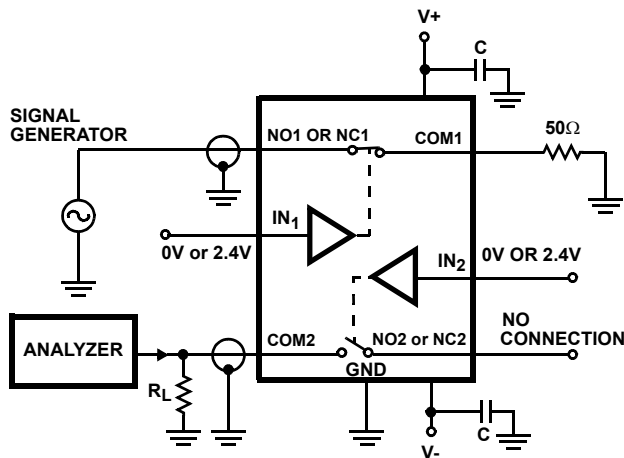 V+
C
SIGNAL
GENERATOR
NO1 OR NC1
COM1
50Ω
IN1
0V or 2.4V
IN2
0V OR 2.4V
ANALYZER
COM2
NO2 or NC2
NO
CONNECTION
RL
GND
C
V-